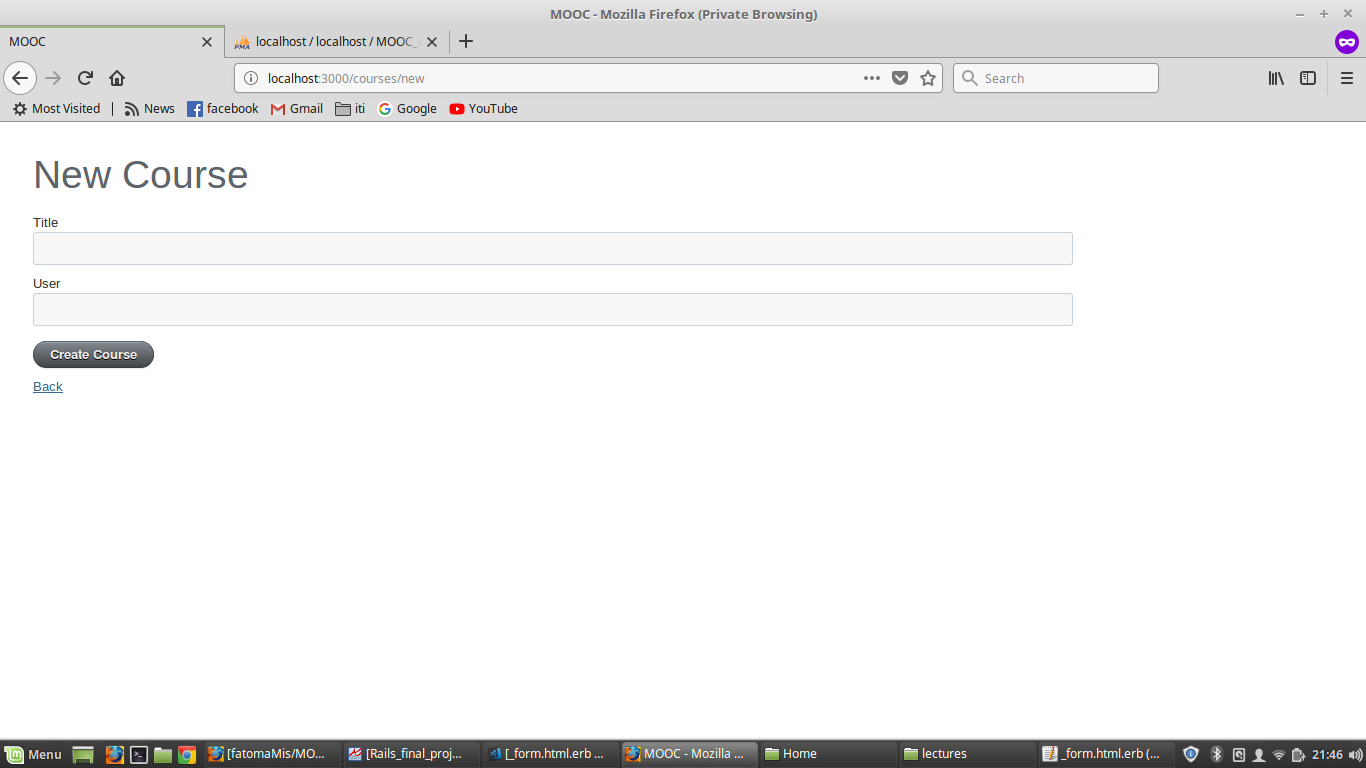 MOOC - Mozilla Firefox (Private Browsing)
MOOC
PMA localhost / localhost / MOOC_
localhost:3000/courses/new
Search
Most Visited News facebook Gmail iti Google YouTube
New Course
Title
User
Create Course
Back
Menu [fatomaMis/MO... [Rails_final_proj... [_form.html.erb ... MOOC - Mozilla ... Home lectures _form.html.erb (... 21:46